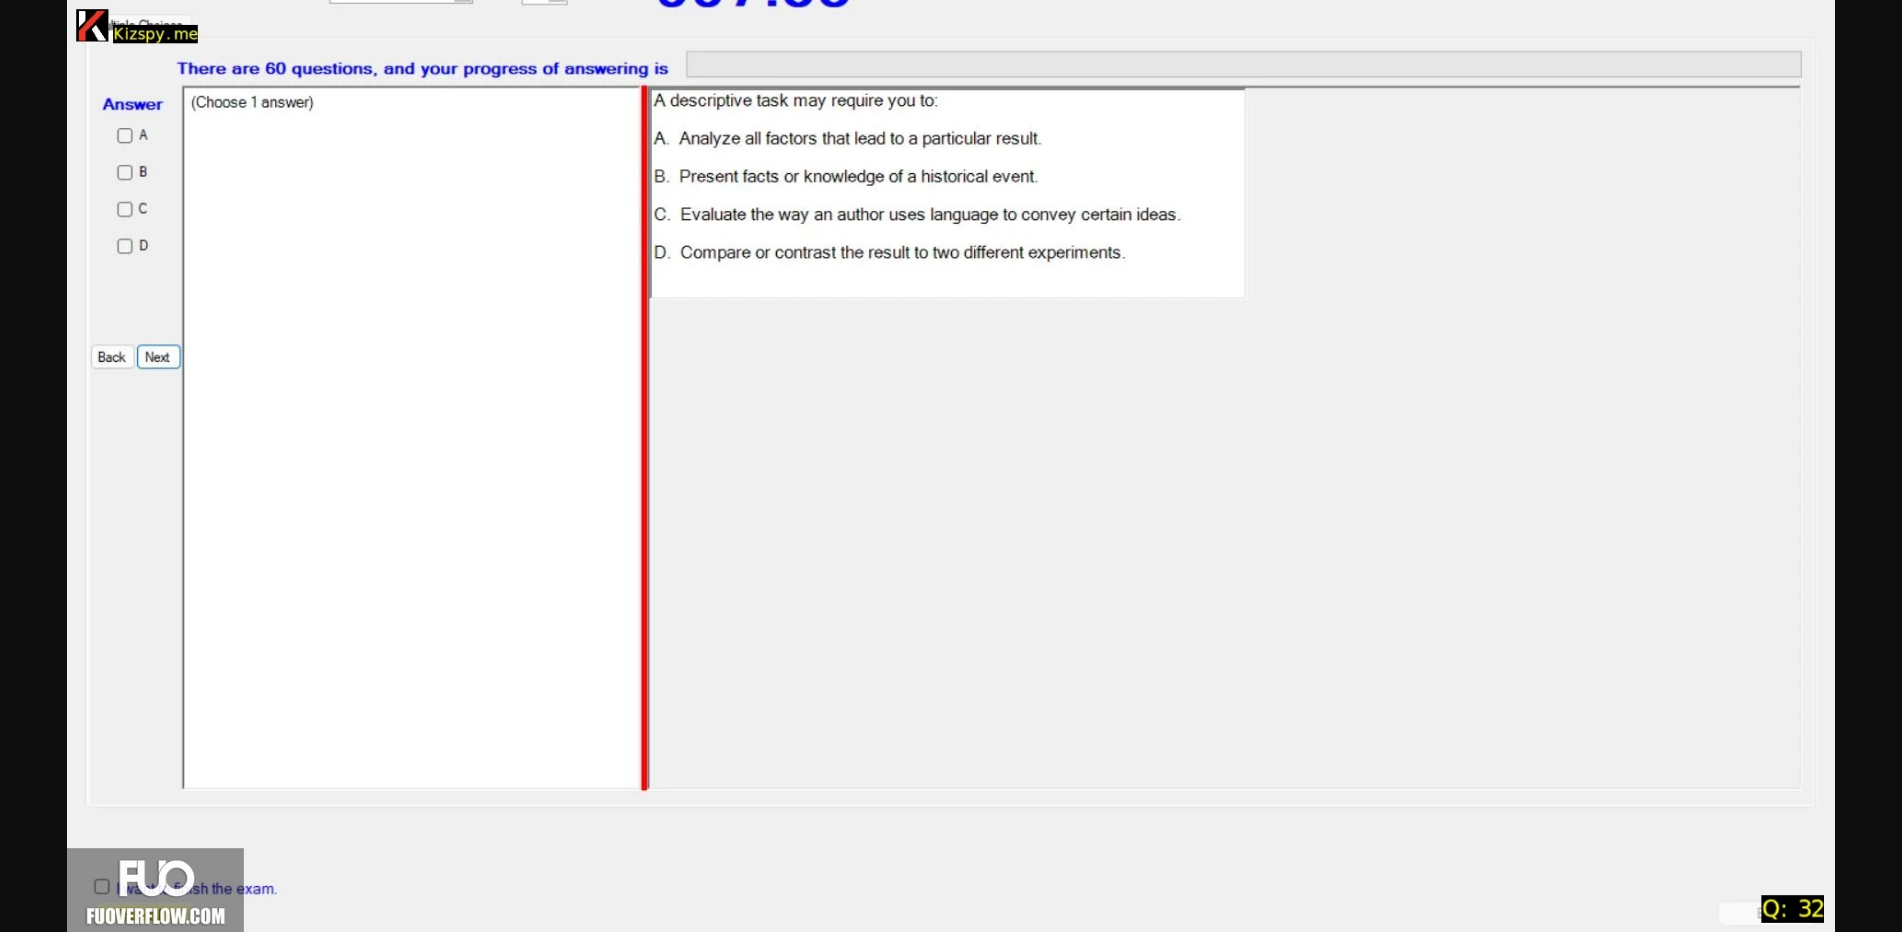 Kizspy.me
There are 60 questions, and your progress of answering is
Answer
(Choose 1 answer)
A
B
C
D
Back
Next
A descriptive task may require you to:
A. Analyze all factors that lead to a particular result.
B. Present facts or knowledge of a historical event.
C. Evaluate the way an author uses language to convey certain ideas.
D. Compare or contrast the result to two different experiments.
FUO
the exam.
FUOVERFLOW.COM
Q: 32